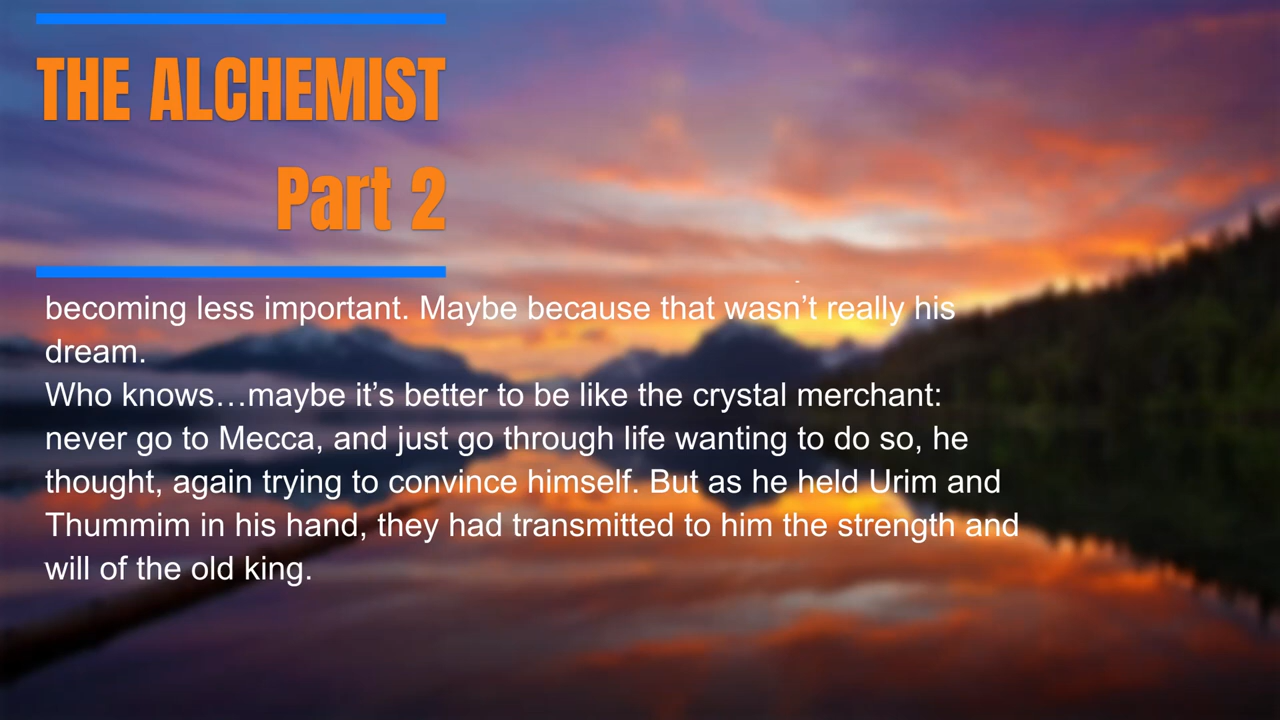 THE ALCHEMIST
Part 2
becoming less important. Maybe because that wasn’t really his
dream.
Who knows…maybe it’s better to be like the crystal merchant:
never go to Mecca, and just go through life wanting to do so, he
thought, again trying to convince himself. But as he held Urim and
Thummim in his hand, they had transmitted to him the strength and
will of the old king.